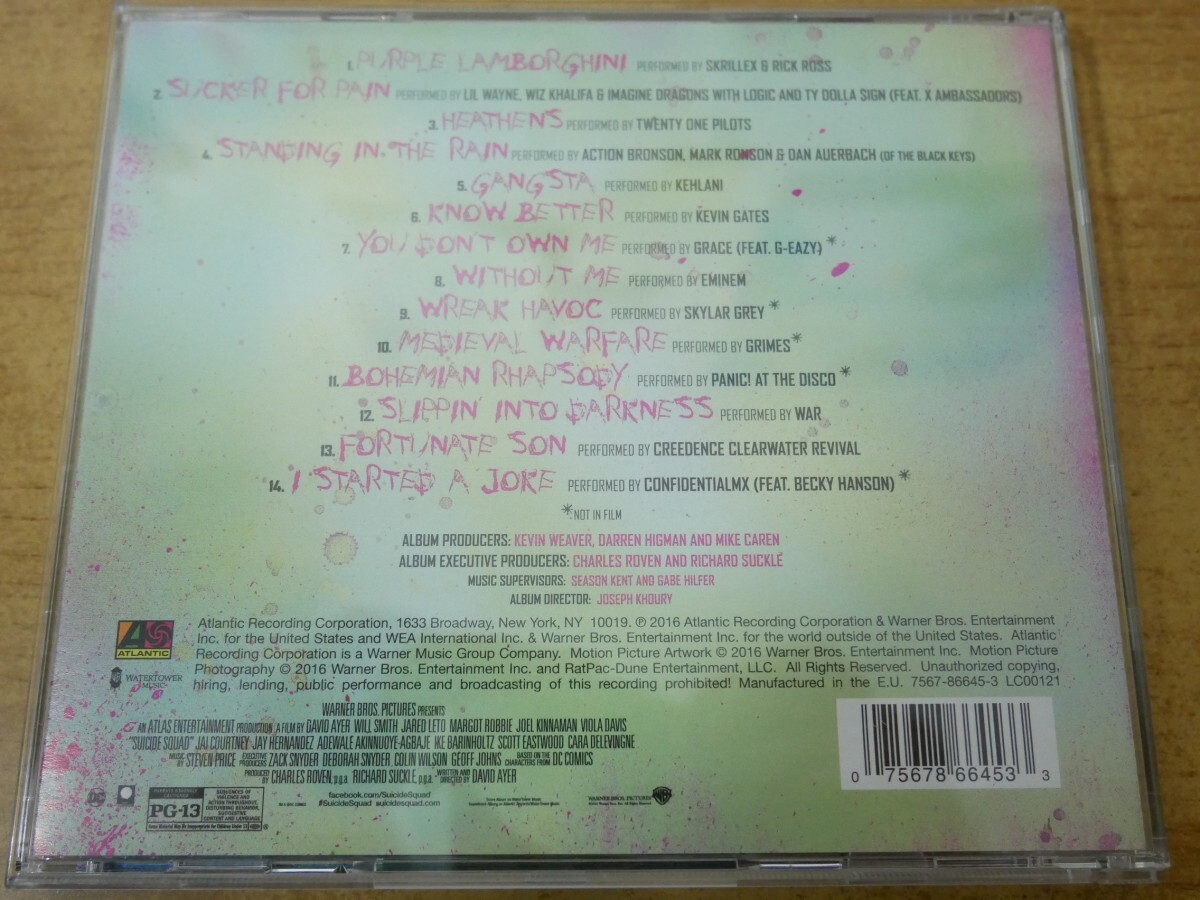 1. PURPLE LAMBORGHINI PERFORMED BY SKRILLEX & RICK ROSS
2. SUCKER FOR PAIN PERFORMED BY LIL WAYNE, WIZ KHALIFA & IMAGINE DRAGONS WITH LOGIC AND TY DOLLA $IGN (FEAT. X AMBASSADORS)
3. HEATHENS PERFORMED BY TWENTY ONE PILOTS
4. STANDING IN THE RAIN PERFORMED BY ACTION BRONSON, MARK RONSON & DAN AUERBACH (OF THE BLACK KEYS)
5. GANGSTA PERFORMED BY KEHLANI
6. KNOW BETTER PERFORMED BY KEVIN GATES
7. YOU DON'T OWN ME PERFORMED BY GRACE (FEAT. G-EAZY) *
8. WITHOUT ME PERFORMED BY EMINEM
9. WREAK HAVOC PERFORMED BY SKYLAR GREY *
10. MEDIEVAL WARFARE PERFORMED BY GRIMES *
11. BOHEMIAN RHAPSODY PERFORMED BY PANIC! AT THE DISCO *
12. SLIPPIN' INTO DARKNESS PERFORMED BY WAR
13. FORTUNATE SON PERFORMED BY CREEDENCE CLEARWATER REVIVAL
14. I STARTED A JOKE PERFORMED BY CONFIDENTIALMX (FEAT. BECKY HANSON) *
* NOT IN FILM
ALBUM PRODUCERS: KEVIN WEAVER, DARREN HIGMAN AND MIKE CAREN
ALBUM EXECUTIVE PRODUCERS: CHARLES ROVEN AND RICHARD SUCKLE
MUSIC SUPERVISORS: SEASON KENT AND GABE HILFER
ALBUM DIRECTOR: JOSEPH KHOURY
ATLANTIC
WATERTOWER MUSIC
Atlantic Recording Corporation, 1633 Broadway, New York, NY 10019. ℗ 2016 Atlantic Recording Corporation & Warner Bros. Entertainment
Inc. for the United States and WEA International Inc. & Warner Bros. Entertainment Inc. for the world outside of the United States. Atlantic
Recording Corporation is a Warner Music Group Company. Motion Picture Artwork © 2016 Warner Bros. Entertainment Inc. Motion Picture
Photography © 2016 Warner Bros. Entertainment Inc. and RatPac-Dune Entertainment, LLC. All Rights Reserved. Unauthorized copying,
hiring, lending, public performance and broadcasting of this recording prohibited! Manufactured in the E.U. 7567-86645-3 LC00121
WARNER BROS. PICTURES PRESENTS
AN ATLAS ENTERTAINMENT PRODUCTION A FILM BY DAVID AYER WILL SMITH JARED LETO MARGOT ROBBIE JOEL KINNAMAN VIOLA DAVIS
"SUICIDE SQUAD" JAI COURTNEY JAY HERNANDEZ ADEWALE AKINNUOYE-AGBAJE IKE BARINHOLTZ SCOTT EASTWOOD CARA DELEVINGNE
MUSIC BY STEVEN PRICE EXECUTIVE PRODUCERS ZACK SNYDER DEBORAH SNYDER COLIN WILSON GEOFF JOHNS BASED ON THE CHARACTERS FROM DC COMICS
PRODUCED BY CHARLES ROVEN, p.g.a. RICHARD SUCKLE, p.g.a. WRITTEN AND DIRECTED BY DAVID AYER
DC
PG-13
SEQUENCES OF VIOLENCE AND ACTION THROUGHOUT, DISTURBING BEHAVIOR, SUGGESTIVE CONTENT AND LANGUAGE
facebook.com/SuicideSquad
#SuicideSquad suicidesquad.com
WARNER BROS. PICTURES
WB
0 75678 66453 3